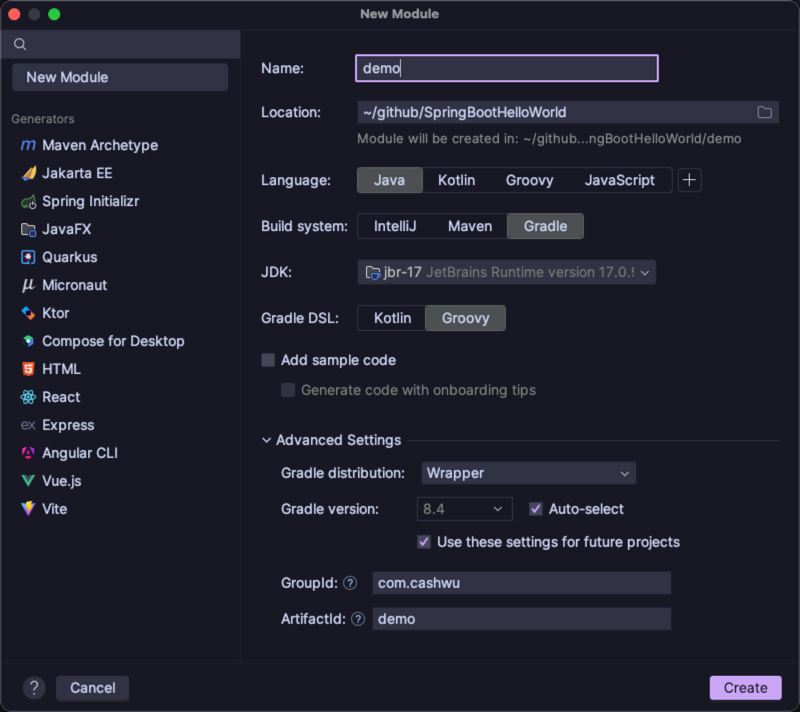 New Module
New Module
Generators
Maven Archetype
Jakarta EE
Spring Initializr
JavaFX
Quarkus
Micronaut
Ktor
Compose for Desktop
HTML
React
ex Express
Angular CLI
Vue.js
Vite
Name: demo
Location: ~/github/SpringBootHelloWorld
Module will be created in: ~/github...ngBootHelloWorld/demo
Language: Java Kotlin Groovy JavaScript +
Build system: IntelliJ Maven Gradle
JDK: jbr-17 JetBrains Runtime version 17.0.9
Gradle DSL: Kotlin Groovy
Add sample code
Generate code with onboarding tips
Advanced Settings
Gradle distribution: Wrapper
Gradle version: 8.4 Auto-select
Use these settings for future projects
GroupId: ? com.cashwu
ArtifactId: ? demo
? Cancel Create